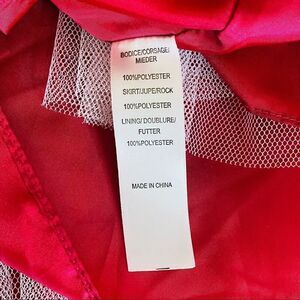 BODICE/CORSAGE/
MIEDER
100%POLYESTER
SKIRT/JUPE/ROCK
100%POLYESTER
LINING/DOUBLURE/
FUTTER
100%POLYESTER
MADE IN CHINA